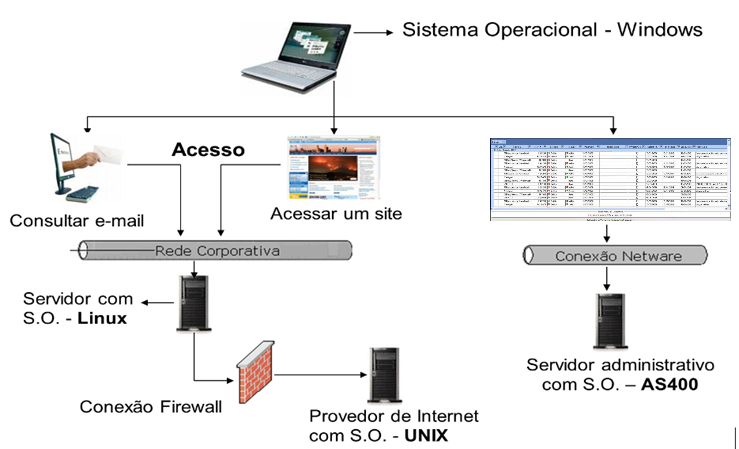 Sistema Operacional - Windows
Acesso
Consultar e-mail
Acessar um site
Rede Corporativa
Conexão Netware
Servidor com
S.O. - Linux
Servidor administrativo
com S.O. – AS400
Conexão Firewall
Provedor de Internet
com S.O. - UNIX